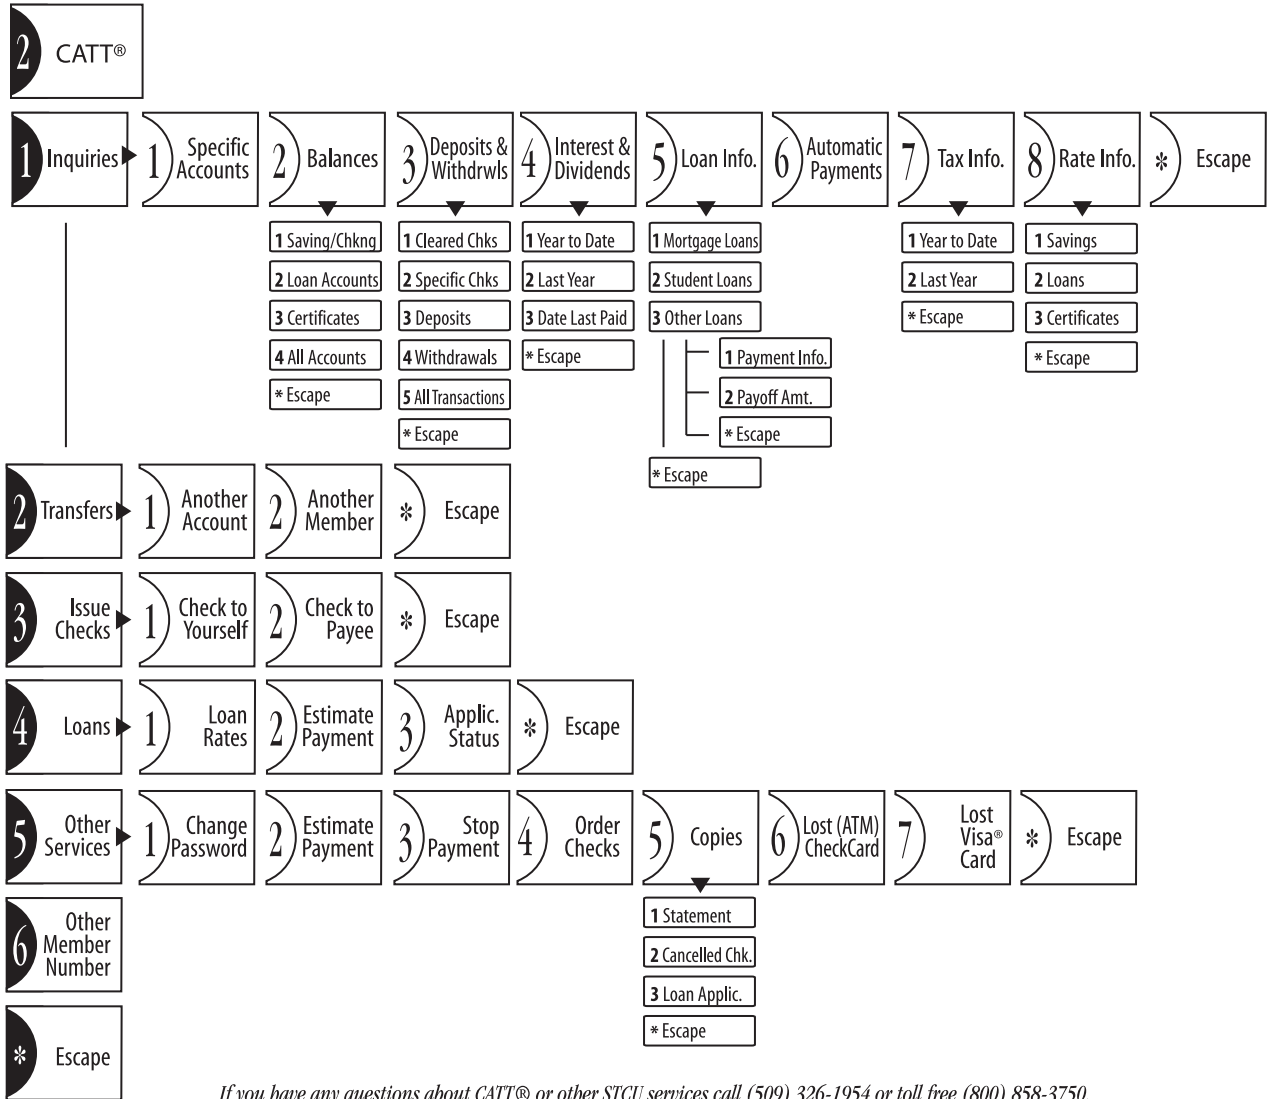 2 CATT®
1 Inquiries
1 Specific
Accounts
2 Balances
3 Deposits &
Withdrwls
4 Interest &
Dividends
5 Loan Info.
6 Automatic
Payments
7 Tax Info.
8 Rate Info.
* Escape
1 Saving/Chkng
2 Loan Accounts
3 Certificates
4 All Accounts
* Escape
1 Cleared Chks
2 Specific Chks
3 Deposits
4 Withdrawals
5 All Transactions
* Escape
1 Year to Date
2 Last Year
3 Date Last Paid
* Escape
1 Mortgage Loans
2 Student Loans
3 Other Loans
1 Payment Info.
2 Payoff Amt.
* Escape
* Escape
1 Year to Date
2 Last Year
* Escape
1 Savings
2 Loans
3 Certificates
* Escape
2 Transfers
1 Another
Account
2 Another
Member
* Escape
3 Issue
Checks
1 Check to
Yourself
2 Check to
Payee
* Escape
4 Loans
1 Loan
Rates
2 Estimate
Payment
3 Applic.
Status
* Escape
5 Other
Services
1 Change
Password
2 Estimate
Payment
3 Stop
Payment
4 Order
Checks
5 Copies
6 Lost (ATM)
CheckCard
7 Lost
Visa®
Card
* Escape
1 Statement
2 Cancelled Chk.
3 Loan Applic.
* Escape
6 Other
Member
Number
* Escape
If you have any questions about CATT® or other STCU services call (509) 326-1954 or toll free (800) 858-3750